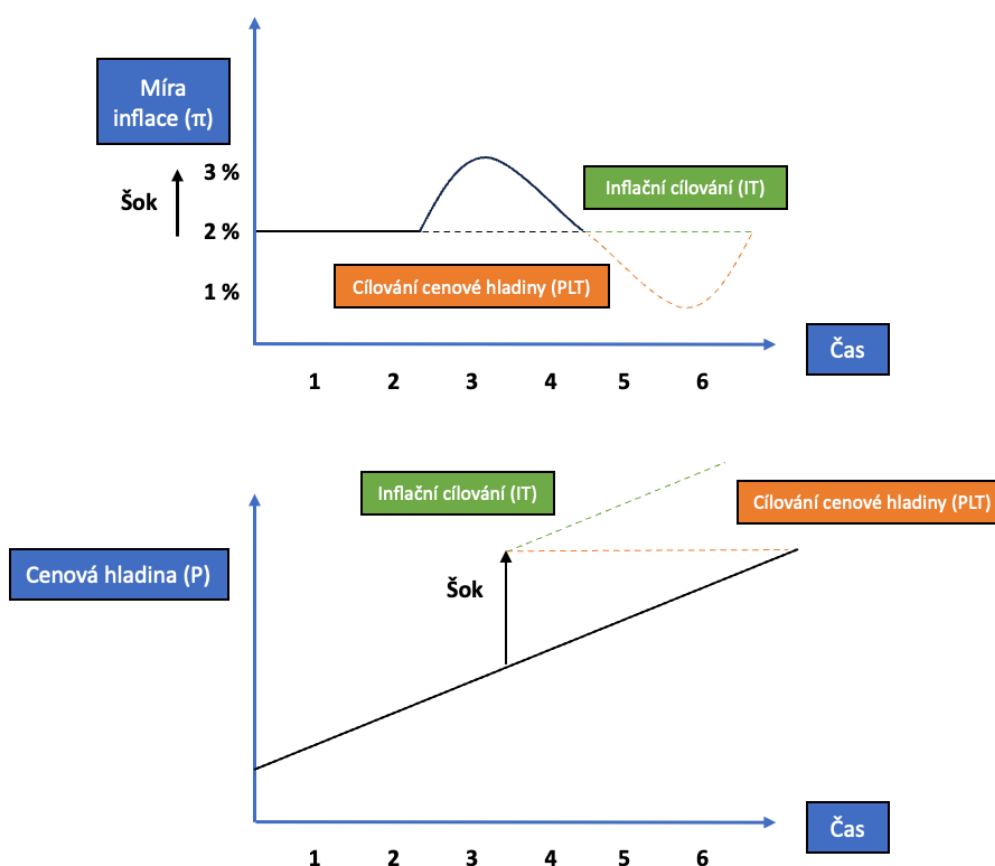 Míra
inflace (π)
3 %
Šok
2 %
1 %
Inflační cílování (IT)
Cílování cenové hladiny (PLT)
Čas
1 2 3 4 5 6
Inflační cílování (IT)
Cílování cenové hladiny (PLT)
Cenová hladina (P)
Šok
Čas
1 2 3 4 5 6